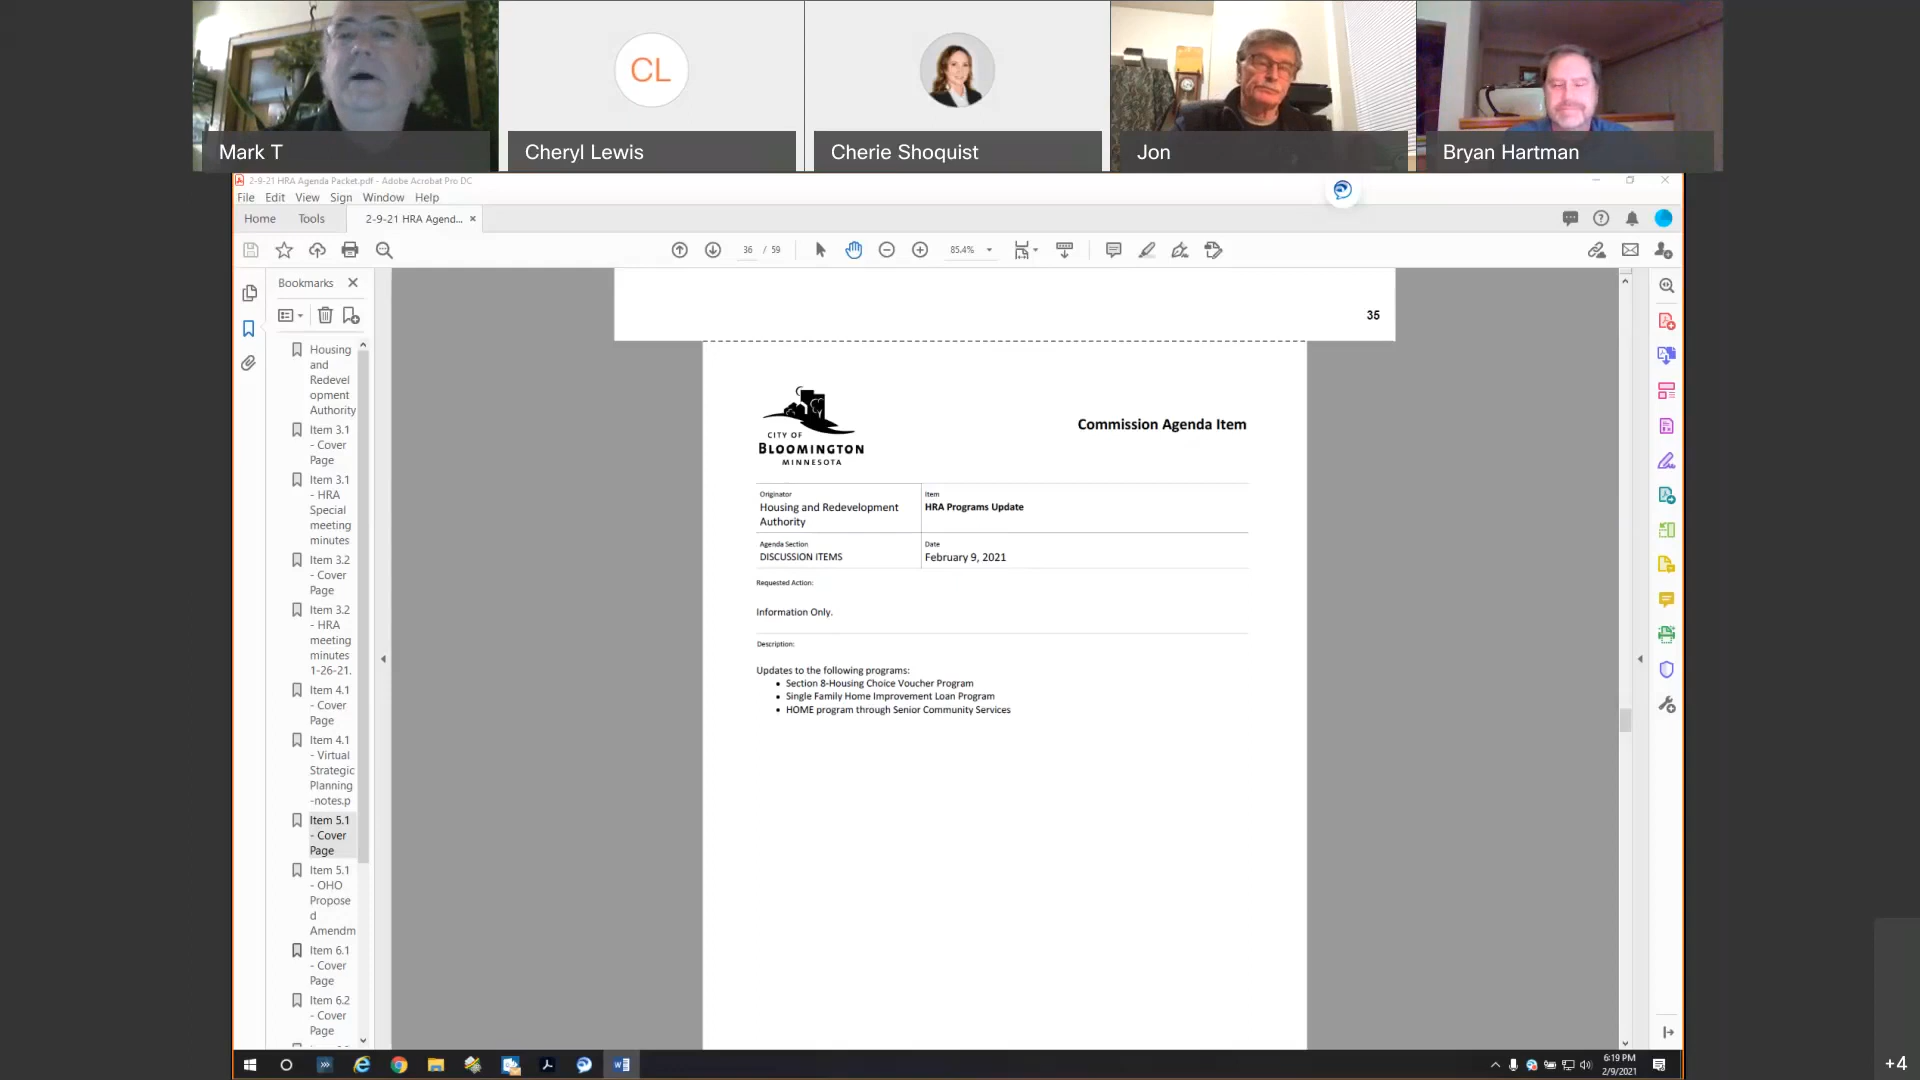 CL
Mark T
Cheryl Lewis
Cherie Shoquist
Jon
Bryan Hartman
2-9-21 HRA Agenda Packet.pdf - Adobe Acrobat Pro DC
File Edit View Sign Window Help
Home Tools 2-9-21 HRA Agend... ×
36 / 59 85.4%
Bookmarks
Housing
and
Redevel
opment
Authority
Item 3.1
- Cover
Page
Item 3.1
- HRA
Special
meeting
minutes
Item 3.2
- Cover
Page
Item 3.2
- HRA
meeting
minutes
1-26-21.
Item 4.1
- Cover
Page
Item 4.1
- Virtual
Strategic
Planning
-notes.p
Item 5.1
- Cover
Page
Item 5.1
- OHO
Propose
d
Amendm
Item 6.1
- Cover
Page
Item 6.2
- Cover
Page
35
CITY OF
BLOOMINGTON
MINNESOTA
Commission Agenda Item
Originator
Housing and Redevelopment
Authority
Item
HRA Programs Update
Agenda Section
DISCUSSION ITEMS
Date
February 9, 2021
Requested Action:
Information Only.
Description:
Updates to the following programs:
• Section 8-Housing Choice Voucher Program
• Single Family Home Improvement Loan Program
• HOME program through Senior Community Services
6:19 PM
2/9/2021
+4